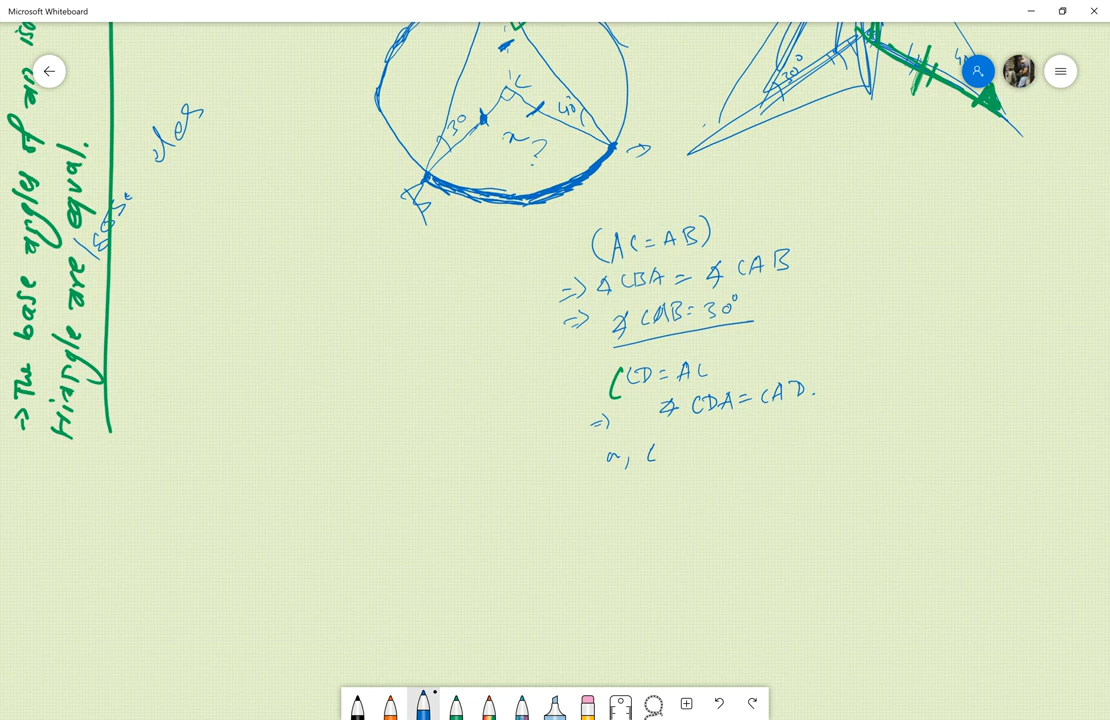 Microsoft Whiteboard
→ The base angles of an iso
triangle are equal.
30
40
C
x ?
B
30°
(AC = AB)
⇒ ∡ CBA = ∡ CAB
⇒ ∡ CAB = 30°
CD = AC
⇒ ∡ CDA = CAD.